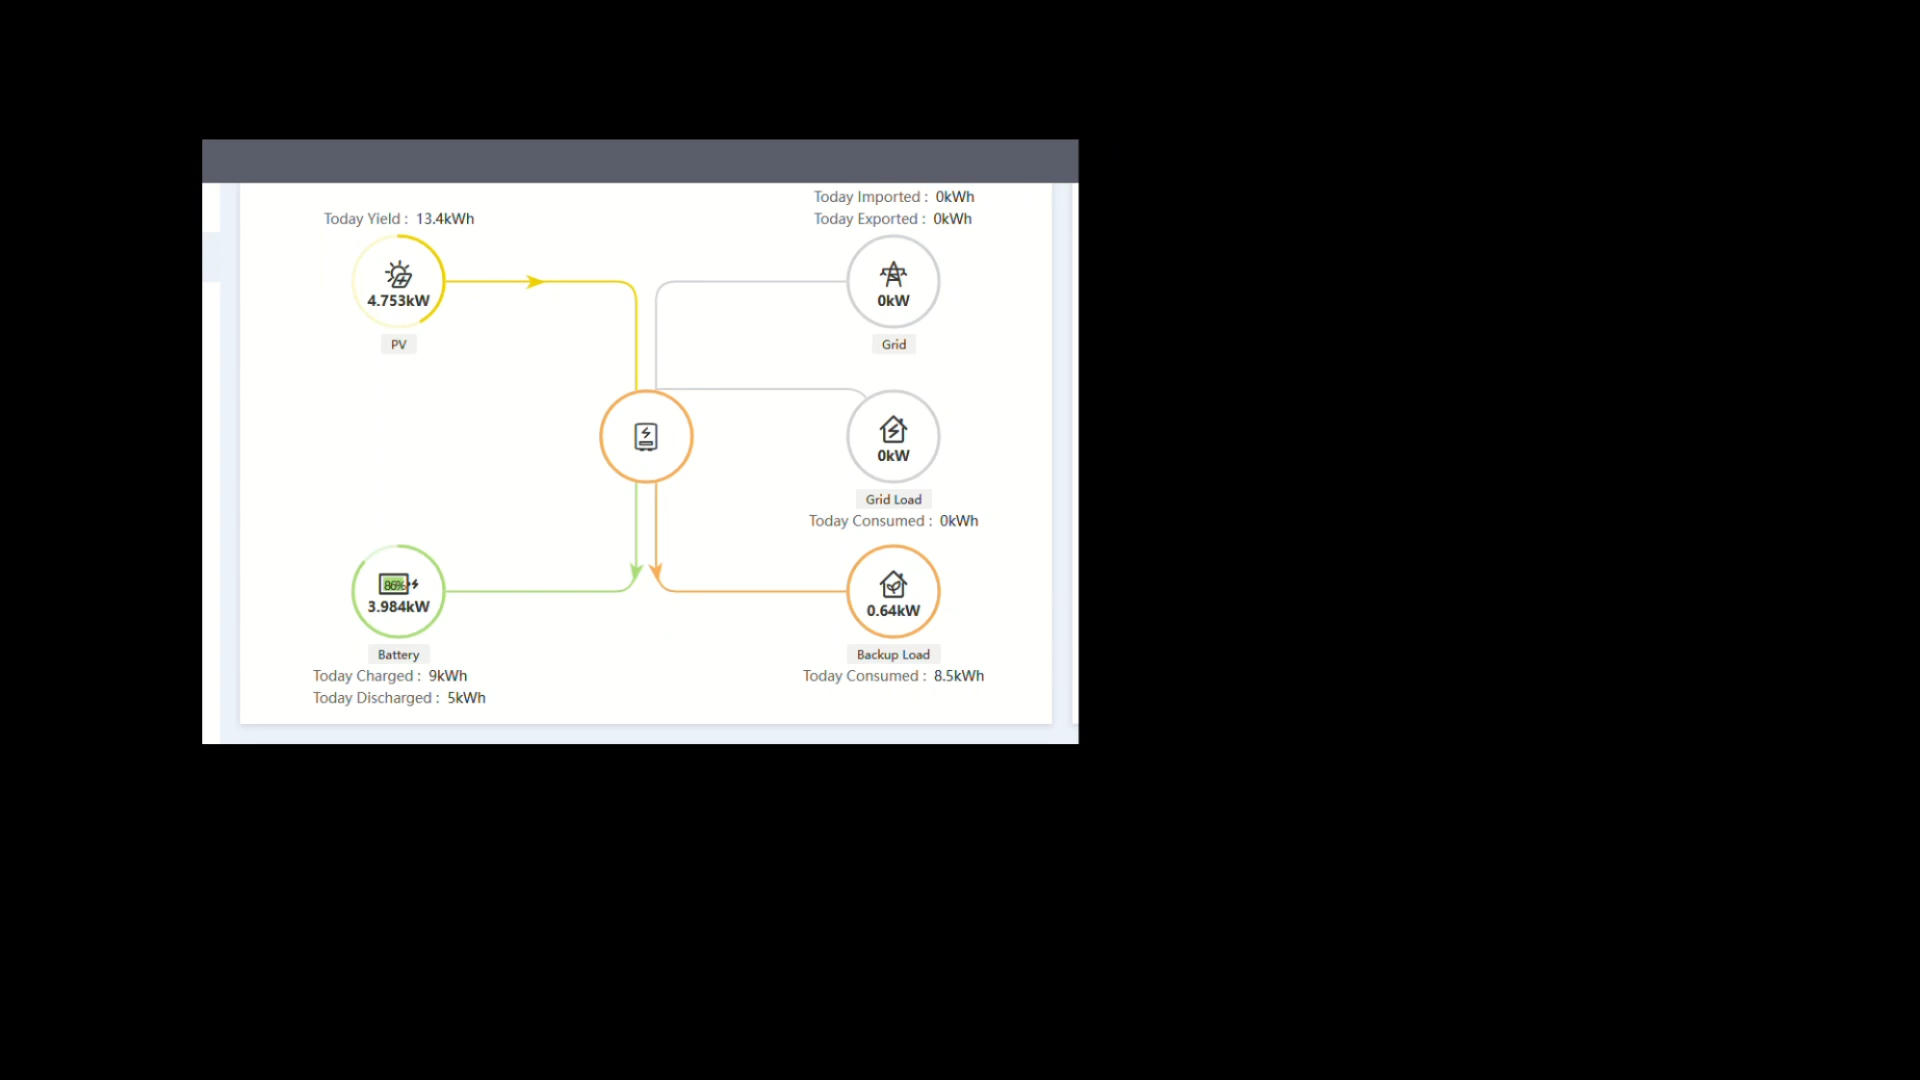 Today Imported : 0kWh
Today Yield : 13.4kWh
Today Exported : 0kWh
4.753kW
0kW
PV
Grid
0kW
Grid Load
Today Consumed : 0kWh
86%
3.984kW
0.64kW
Battery
Backup Load
Today Charged : 9kWh
Today Consumed : 8.5kWh
Today Discharged : 5kWh